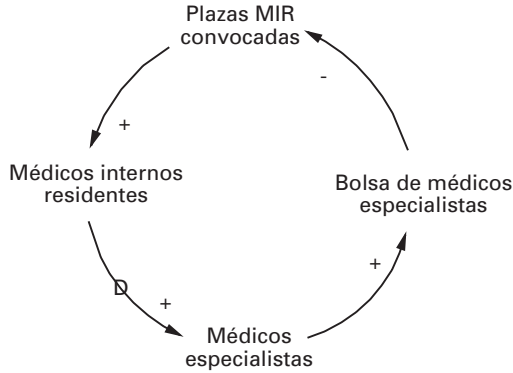 Plazas MIR
convocadas
-
+
Médicos internos
residentes
Bolsa de médicos
especialistas
+
D
+
Médicos
especialistas